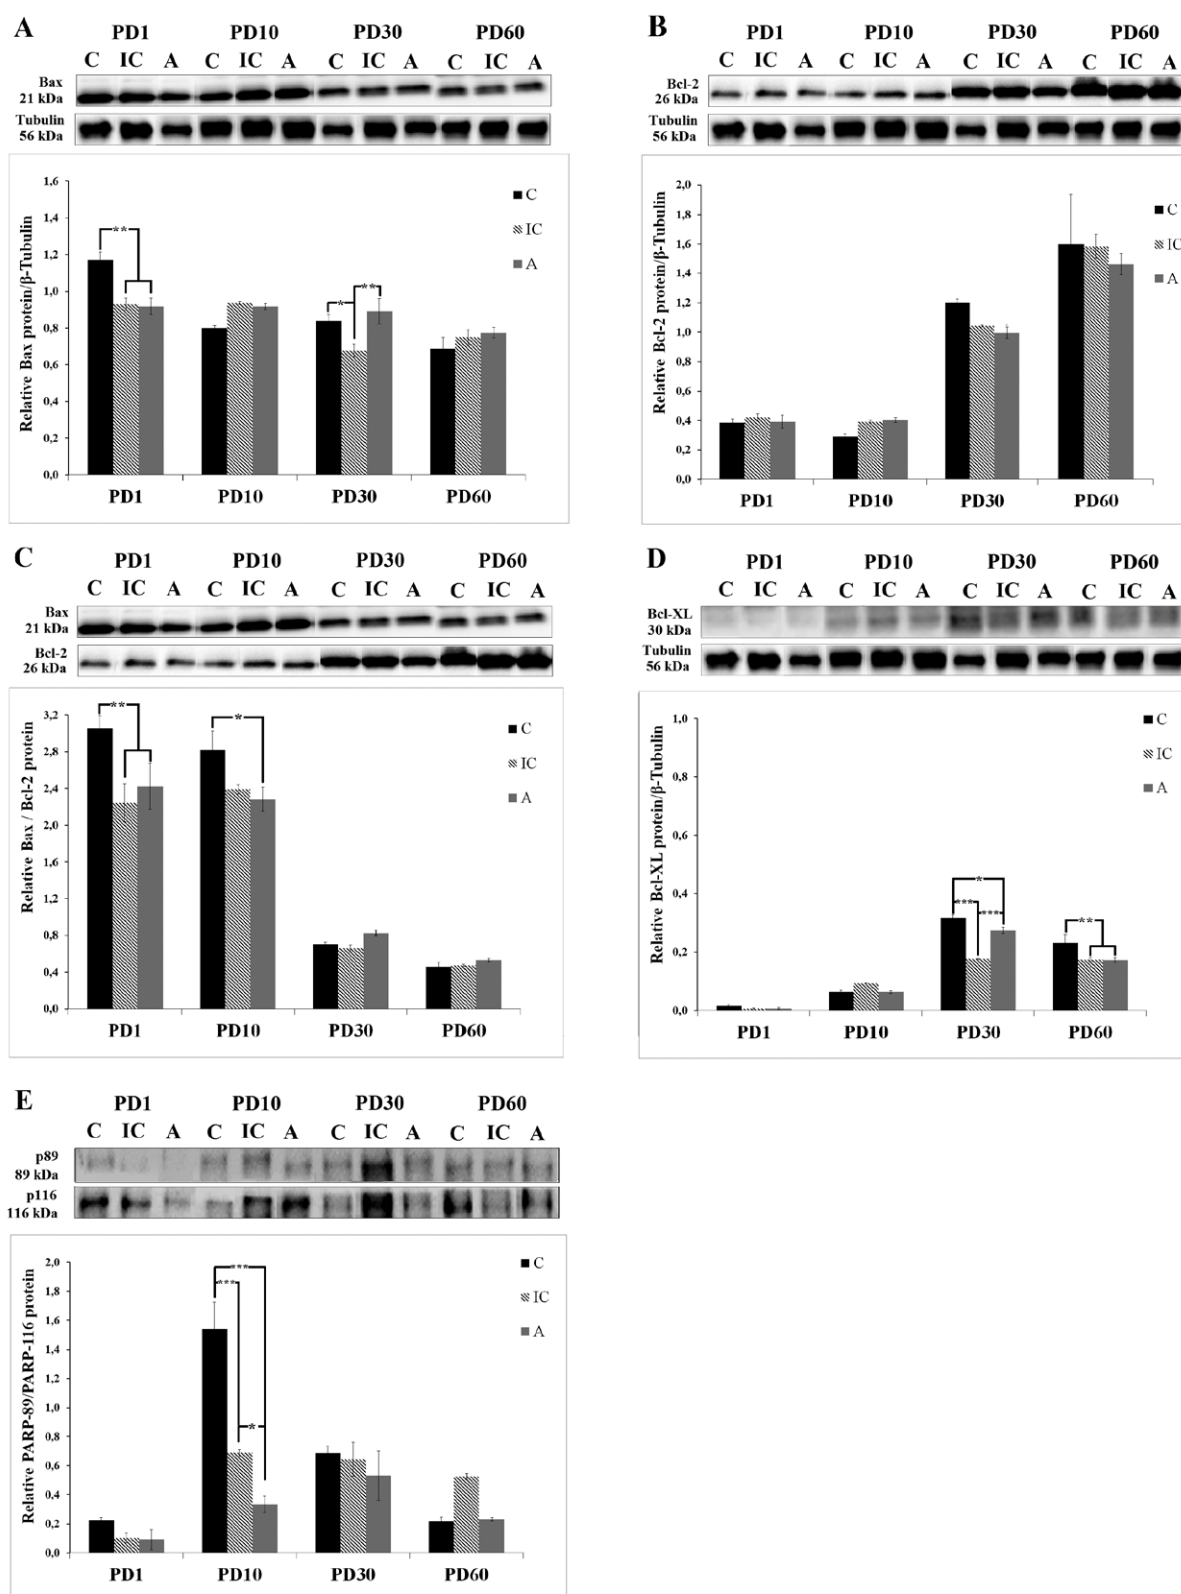 A
PD1 PD10 PD30 PD60
C IC A C IC A C IC A C IC A
Bax
21 kDa
Tubulin
56 kDa
Relative Bax protein/β-Tubulin
1,6
1,4
1,2
1,0
0,8
0,6
0,4
0,2
0,0
** * **
C
IC
A
PD1 PD10 PD30 PD60
B
PD1 PD10 PD30 PD60
C IC A C IC A C IC A C IC A
Bcl-2
26 kDa
Tubulin
56 kDa
Relative Bcl-2 protein/β-Tubulin
2,0
1,8
1,6
1,4
1,2
1,0
0,8
0,6
0,4
0,2
0,0
C
IC
A
PD1 PD10 PD30 PD60
C
PD1 PD10 PD30 PD60
C IC A C IC A C IC A C IC A
Bax
21 kDa
Bcl-2
26 kDa
Relative Bax / Bcl-2 protein
3,2
2,8
2,4
2,0
1,6
1,2
0,8
0,4
0,0
** *
C
IC
A
PD1 PD10 PD30 PD60
D
PD1 PD10 PD30 PD60
C IC A C IC A C IC A C IC A
Bcl-XL
30 kDa
Tubulin
56 kDa
Relative Bcl-XL protein/β-Tubulin
1,0
0,8
0,6
0,4
0,2
0,0
*
*** *** **
C
IC
A
PD1 PD10 PD30 PD60
E
PD1 PD10 PD30 PD60
C IC A C IC A C IC A C IC A
p89
89 kDa
p116
116 kDa
Relative PARP-89/PARP-116 protein
2,0
1,8
1,6
1,4
1,2
1,0
0,8
0,6
0,4
0,2
0,0
***
***
*
C
IC
A
PD1 PD10 PD30 PD60